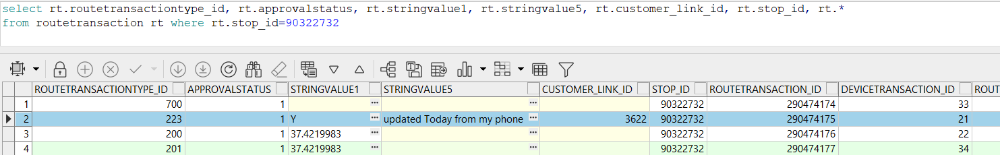 select rt.routetransactiontype_id, rt.approvalstatus, rt.stringvalue1, rt.stringvalue5, rt.customer_link_id, rt.stop_id, rt.*
from routetransaction rt where rt.stop_id=90322732
ROUTETRANSACTIONTYPE_ID APPROVALSTATUS STRINGVALUE1 STRINGVALUE5 CUSTOMER_LINK_ID STOP_ID ROUTETRANSACTION_ID DEVICETRANSACTION_ID ROUT
1 700 1 ... ... 90322732 290474174 33
2 223 1 Y ... updated Today from my phone ... 3622 90322732 290474175 21
3 200 1 37.4219983 ... ... 90322732 290474176 22
4 201 1 37.4219983 ... ... 90322732 290474177 34